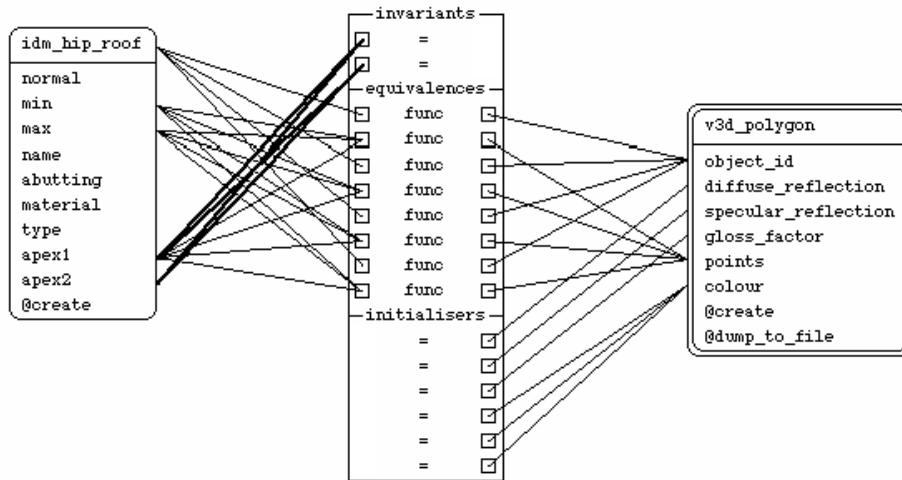 idm_hip_roof
normal
min
max
name
abutting
material
type
apex1
apex2
@create
invariants
=
=
equivalences
func
func
func
func
func
func
func
func
initialisers
=
=
=
=
=
=
v3d_polygon
object_id
diffuse_reflection
specular_reflection
gloss_factor
points
colour
@create
@dump_to_file